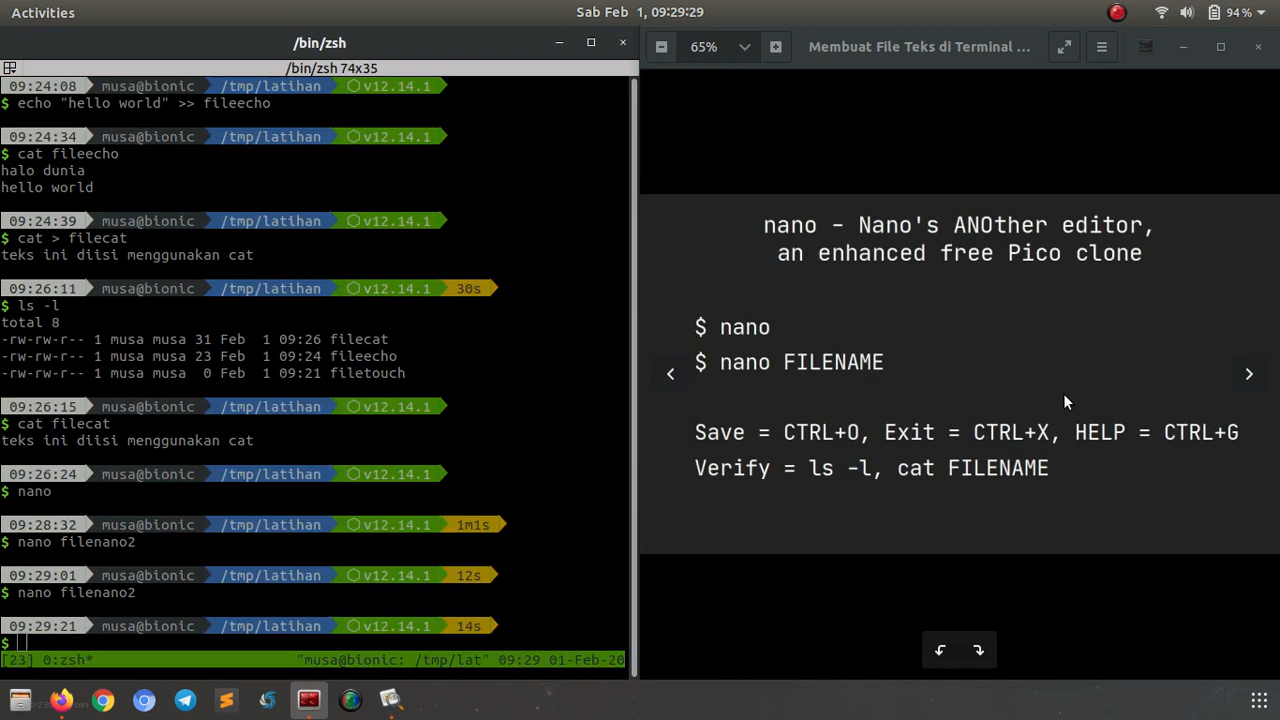 Activities
Sab Feb 1, 09:29:29
94 %
/bin/zsh
/bin/zsh 74x35
09:24:08 musa@bionic /tmp/latihan v12.14.1
$ echo "hello world" >> fileecho
09:24:34 musa@bionic /tmp/latihan v12.14.1
$ cat fileecho
halo dunia
hello world
09:24:39 musa@bionic /tmp/latihan v12.14.1
$ cat > filecat
teks ini diisi menggunakan cat
09:26:11 musa@bionic /tmp/latihan v12.14.1 30s
$ ls -l
total 8
-rw-rw-r-- 1 musa musa 31 Feb  1 09:26 filecat
-rw-rw-r-- 1 musa musa 23 Feb  1 09:24 fileecho
-rw-rw-r-- 1 musa musa  0 Feb  1 09:21 filetouch
09:26:15 musa@bionic /tmp/latihan v12.14.1
$ cat filecat
teks ini diisi menggunakan cat
09:26:24 musa@bionic /tmp/latihan v12.14.1
$ nano
09:28:32 musa@bionic /tmp/latihan v12.14.1 1m1s
$ nano filenano2
09:29:01 musa@bionic /tmp/latihan v12.14.1 12s
$ nano filenano2
09:29:21 musa@bionic /tmp/latihan v12.14.1 14s
$
[23] 0:zsh* "musa@bionic: /tmp/lat" 09:29 01-Feb-20
65%
Membuat File Teks di Terminal ...
nano - Nano's ANOther editor,
an enhanced free Pico clone
$ nano
$ nano FILENAME
Save = CTRL+O, Exit = CTRL+X, HELP = CTRL+G
Verify = ls -l, cat FILENAME